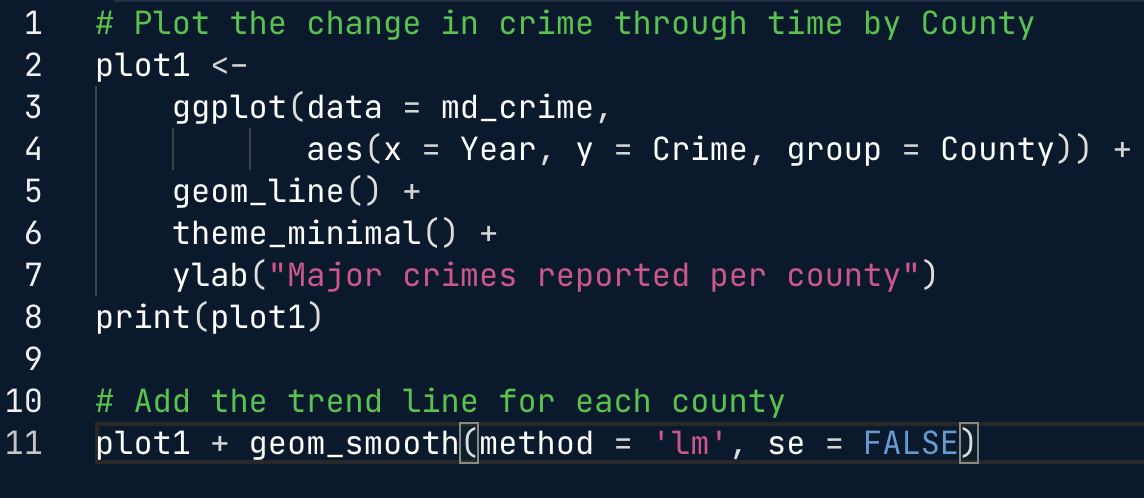 1 # Plot the change in crime through time by County
2 plot1 <-
3 ggplot(data = md_crime,
4 aes(x = Year, y = Crime, group = County)) +
5 geom_line() +
6 theme_minimal() +
7 ylab("Major crimes reported per county")
8 print(plot1)
9
10 # Add the trend line for each county
11 plot1 + geom_smooth(method = 'lm', se = FALSE)